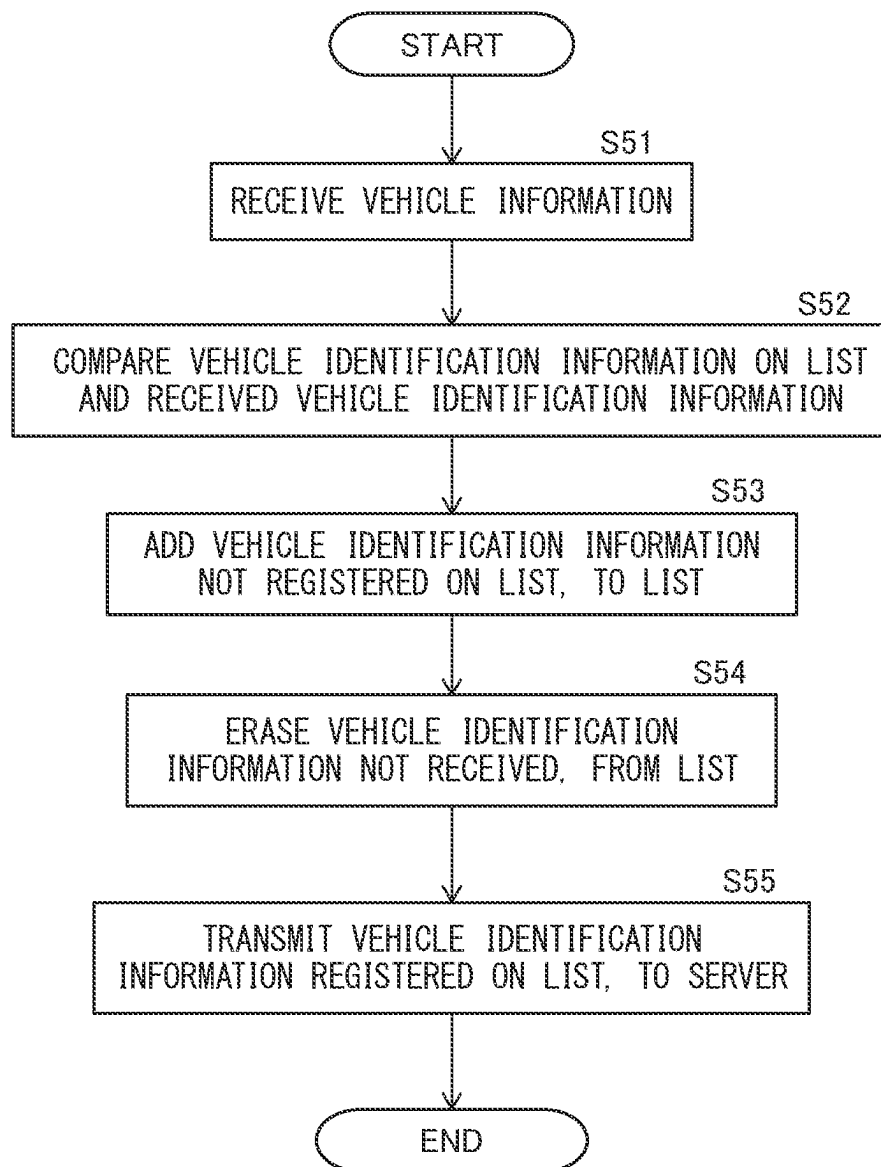 START
S51
RECEIVE VEHICLE INFORMATION
S52
COMPARE VEHICLE IDENTIFICATION INFORMATION ON LIST
AND RECEIVED VEHICLE IDENTIFICATION INFORMATION
S53
ADD VEHICLE IDENTIFICATION INFORMATION
NOT REGISTERED ON LIST, TO LIST
S54
ERASE VEHICLE IDENTIFICATION
INFORMATION NOT RECEIVED, FROM LIST
S55
TRANSMIT VEHICLE IDENTIFICATION
INFORMATION REGISTERED ON LIST, TO SERVER
END